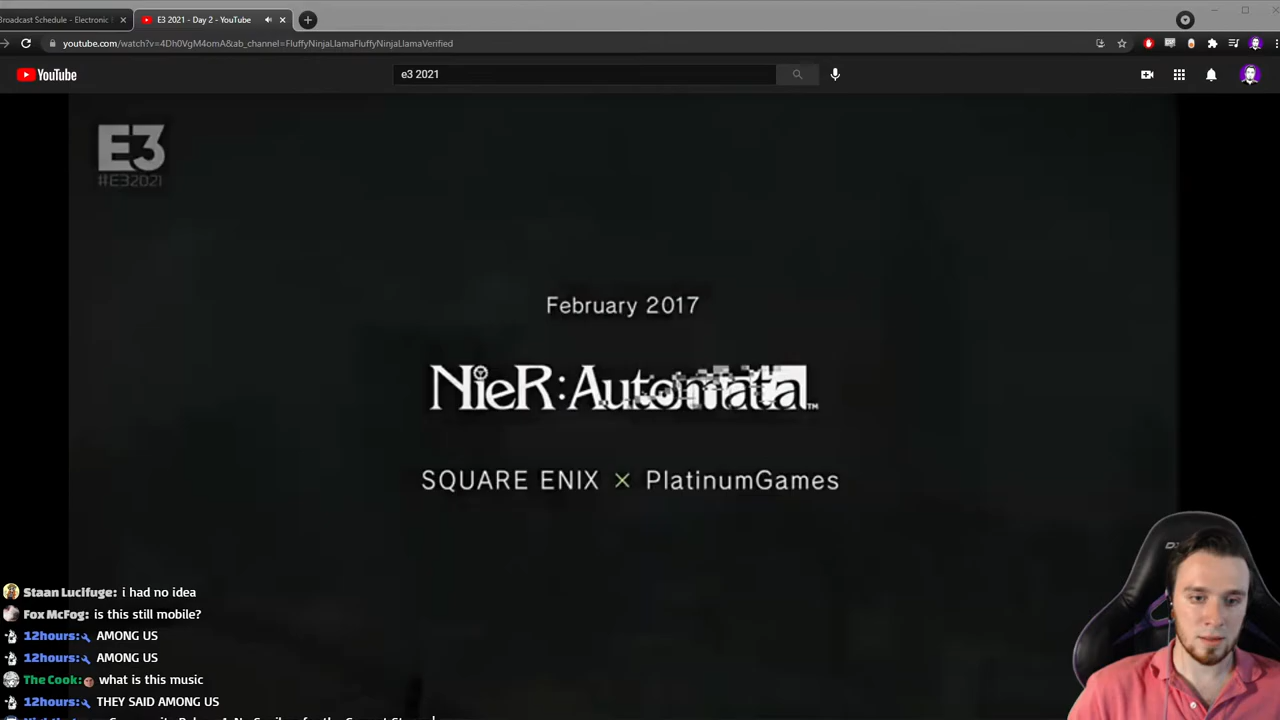 Broadcast Schedule - Electronic
E3 2021 - Day 2 - YouTube
youtube.com/watch?v=4Dh0VgM4omA&ab_channel=FluffyNinjaLlamaFluffyNinjaLlamaVerified
YouTube
e3 2021
E3
#E32021
February 2017
NieR:Automata™
SQUARE ENIX × PlatinumGames
Staan Lucifuge: i had no idea
Fox McFog: is this still mobile?
12hours: AMONG US
12hours: AMONG US
The Cook: what is this music
12hours: THEY SAID AMONG US